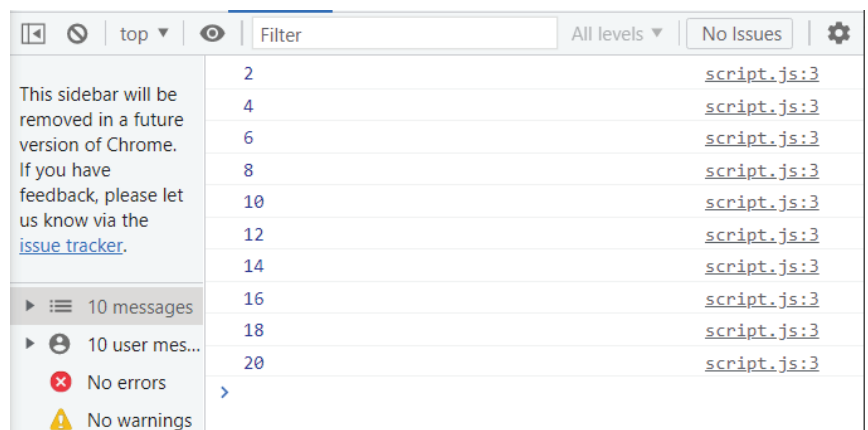 top ▼ Filter All levels ▼ No Issues
This sidebar will be
removed in a future
version of Chrome.
If you have
feedback, please let
us know via the
issue tracker.
10 messages
10 user mes...
No errors
No warnings
2 script.js:3
4 script.js:3
6 script.js:3
8 script.js:3
10 script.js:3
12 script.js:3
14 script.js:3
16 script.js:3
18 script.js:3
20 script.js:3
>